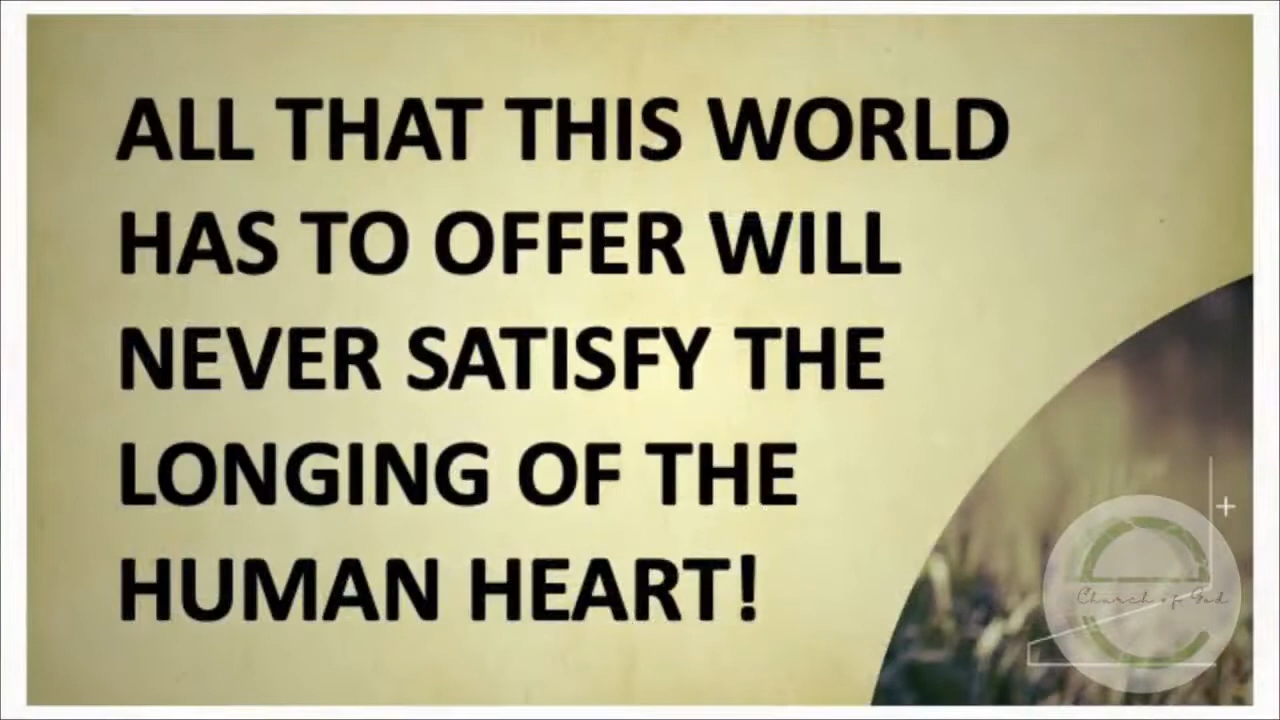 ALL THAT THIS WORLD
HAS TO OFFER WILL
NEVER SATISFY THE
LONGING OF THE
HUMAN HEART!
Church of God